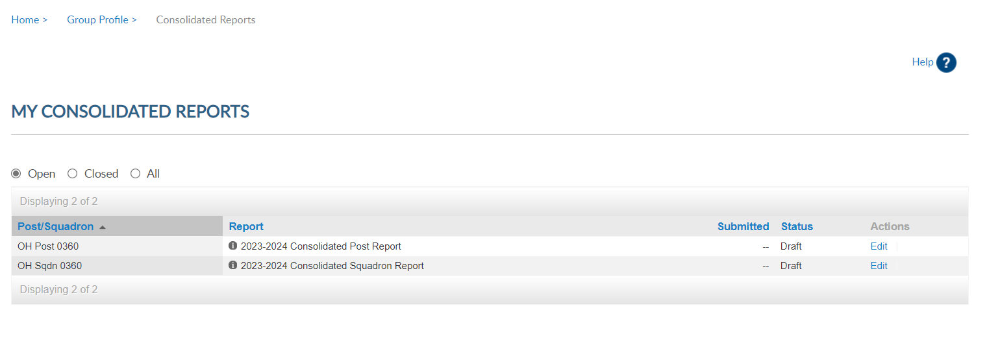 Home > Group Profile > Consolidated Reports
Help ?
MY CONSOLIDATED REPORTS
Open Closed All
Displaying 2 of 2
Post/Squadron Report Submitted Status Actions
OH Post 0360 2023-2024 Consolidated Post Report -- Draft Edit
OH Sqdn 0360 2023-2024 Consolidated Squadron Report -- Draft Edit
Displaying 2 of 2